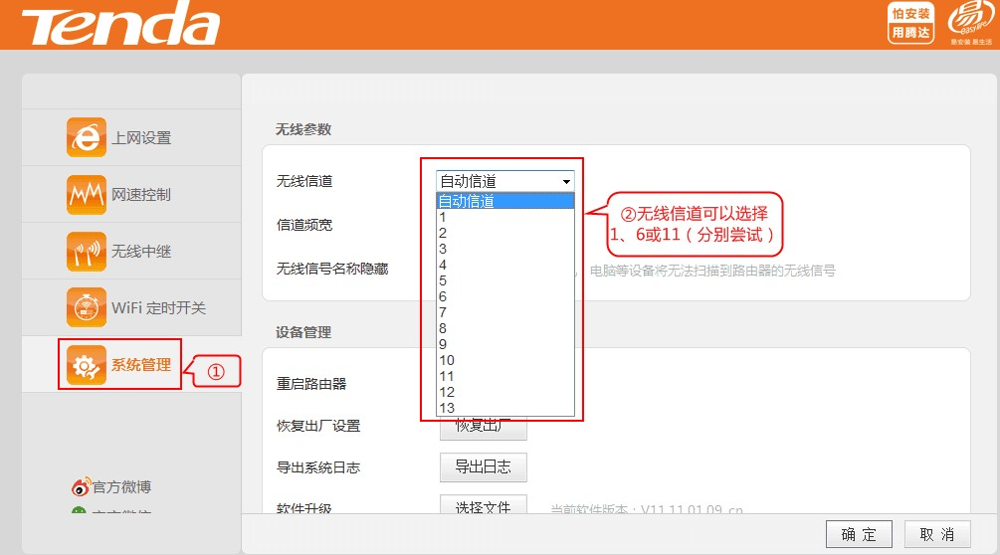 Tenda
怕安装
用腾达
易
easy life
易安装 易生活
上网设置
网速控制
无线中继
WiFi 定时开关
系统管理
①
官方微博
无线参数
无线信道
自动信道
自动信道
1
2
3
4
5
6
7
8
9
10
11
12
13
②无线信道可以选择
1、6或11（分别尝试）
信道频宽
无线信号名称隐藏
，电脑等设备将无法扫描到路由器的无线信号
设备管理
重启路由器
恢复出厂设置
恢复出厂
导出系统日志
导出日志
软件升级
选择文件
当前软件版本：V11.11.01.09_cn
确 定
取 消